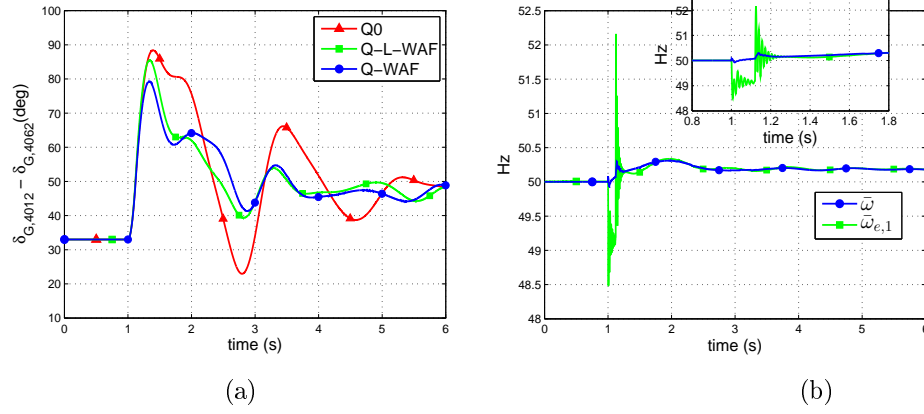 100
90
80
70
60
50
40
30
20
10
0 1 2 3 4 5 6
δG,4012 − δG,4062(deg)
time (s)
Q0
Q-L-WAF
Q-WAF
(a)
52.5
52
51.5
51
50.5
50
49.5
49
48.5
48
0 1 2 3 4 5 6
Hz
time (s)
ω̄
ω̄e,1
52
51
50
49
48
0.8 1 1.2 1.4 1.6 1.8
Hz
time (s)
(b)